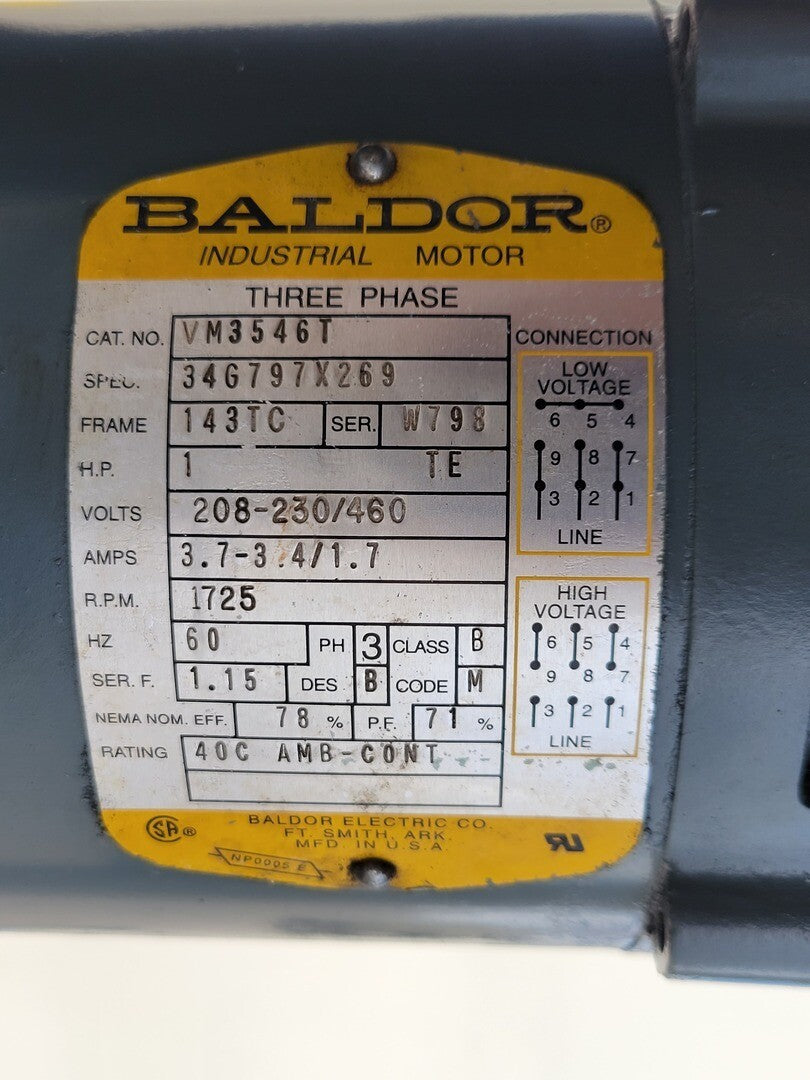 BALDOR®
INDUSTRIAL MOTOR
THREE PHASE
CAT. NO. VM3546T
SPEC. 34G797X269
FRAME 143TC SER. W798
H.P. 1 TE
VOLTS 208-230/460
AMPS 3.7-3.4/1.7
R.P.M. 1725
HZ 60 PH 3 CLASS B
SER. F. 1.15 DES B CODE M
NEMA NOM. EFF. 78 % P.F. 71 %
RATING 40C AMB-CONT
CONNECTION
LOW
VOLTAGE
6 5 4
9 8 7
3 2 1
LINE
HIGH
VOLTAGE
6 5 4
9 8 7
3 2 1
LINE
SA®
BALDOR ELECTRIC CO.
FT. SMITH, ARK.
MFD. IN U.S.A.
NP0005 E
RU